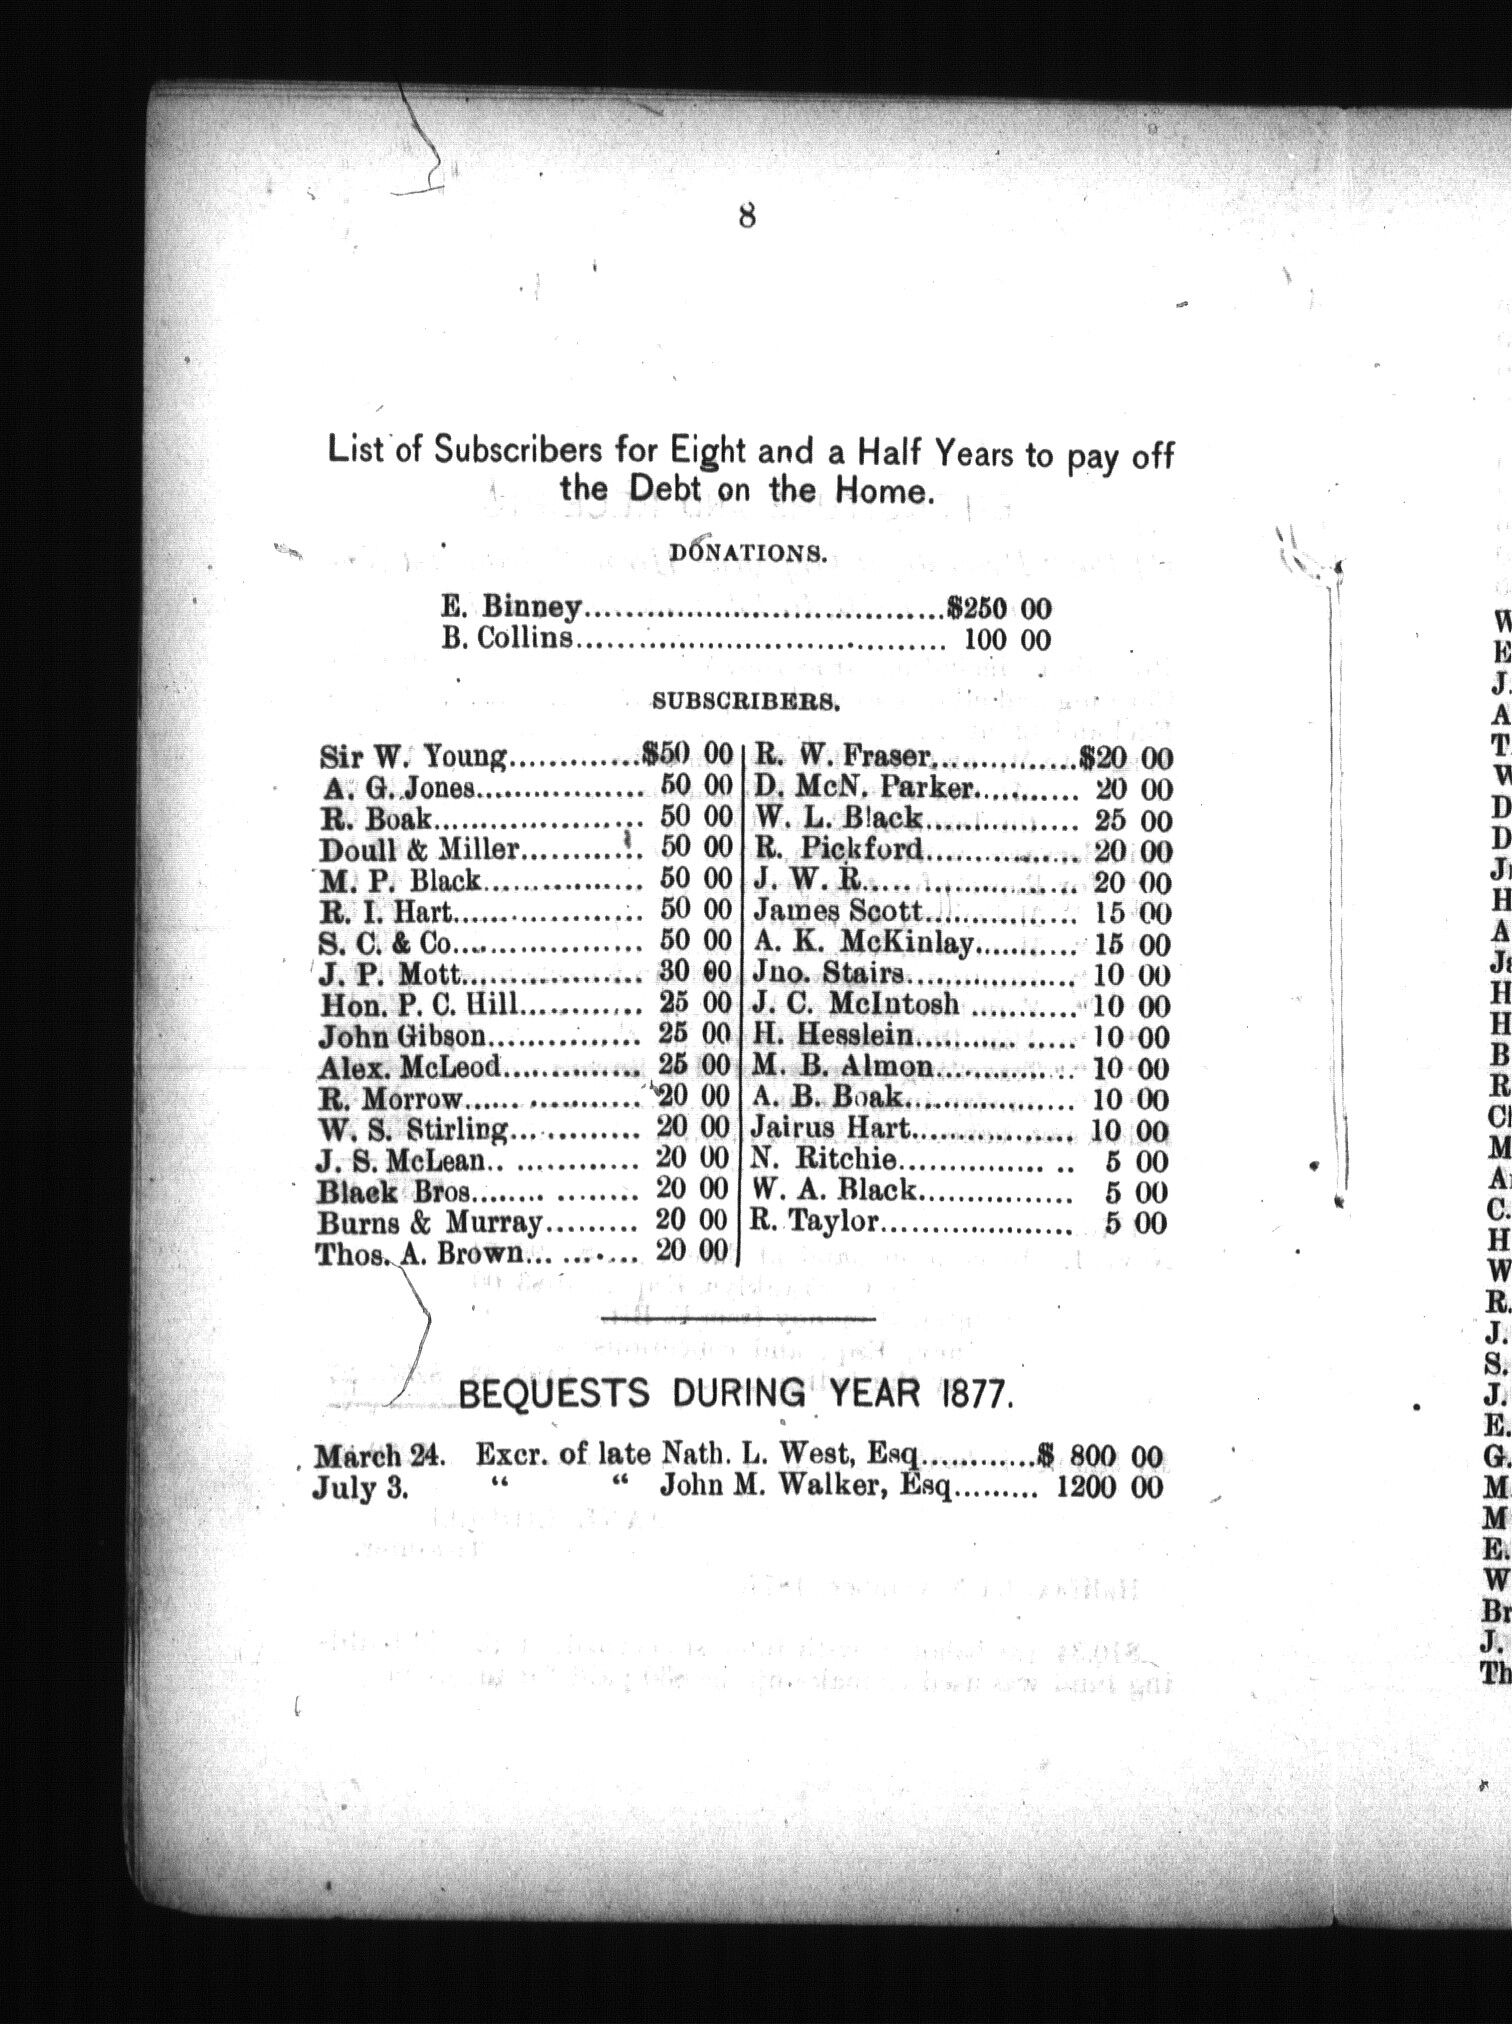 8
List of Subscribers for Eight and a Half Years to pay off
the Debt on the Home.
DONATIONS.
E. Binney....................................$250 00
B. Collins..................................... 100 00
SUBSCRIBERS.
Sir W. Young.............$50 00
A. G. Jones................. 50 00
R. Boak..................... 50 00
Doull & Miller............. 50 00
M. P. Black................ 50 00
R. I. Hart................... 50 00
S. C. & Co................... 50 00
J. P. Mott................... 30 00
Hon. P. C. Hill............ 25 00
John Gibson............... 25 00
Alex. McLeod.............. 25 00
R. Morrow...... ........... 20 00
W. S. Stirling............. 20 00
J. S. McLean.. ............ 20 00
Black Bros........ ........ 20 00
Burns & Murray......... 20 00
Thos. A. Brown... ........ 20 00
R. W. Fraser...............$20 00
D. McN. Parker........... 20 00
W. L. Black................ 25 00
R. Pickford................ 20 00
J. W. R..... ................ 20 00
James Scott................ 15 00
A. K. McKinlay........... 15 00
Jno. Stairs.................. 10 00
J. C. McIntosh ........... 10 00
H. Hesslein........... ..... 10 00
M. B. Almon.............. 10 00
A. B. Boak.................. 10 00
Jairus Hart................. 10 00
N. Ritchie............... .. 5 00
W. A. Black................ 5 00
R. Taylor.................... 5 00
BEQUESTS DURING YEAR 1877.
March 24. Excr. of late Nath. L. West, Esq............$ 800 00
July 3. “ “ John M. Walker, Esq......... 1200 00